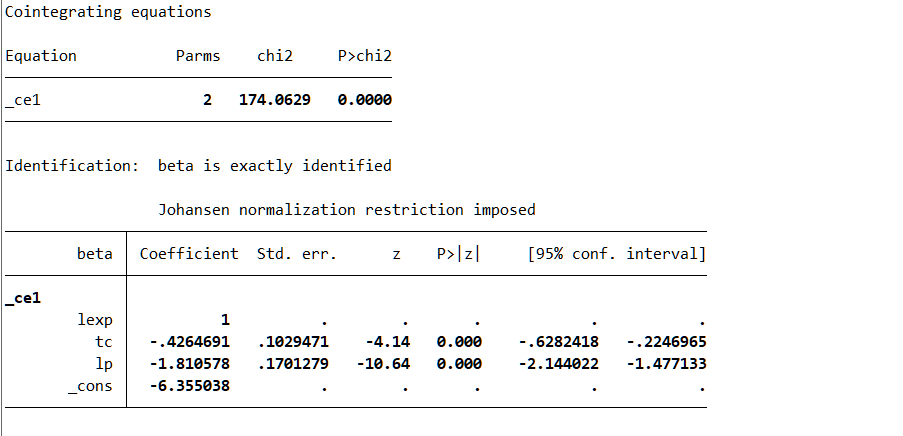 Cointegrating equations
Equation Parms chi2 P>chi2
_ce1 2 174.0629 0.0000
Identification: beta is exactly identified
Johansen normalization restriction imposed
beta Coefficient Std. err. z P>|z| [95% conf. interval]
_ce1
lexp 1 . . . . .
tc -.4264691 .1029471 -4.14 0.000 -.6282418 -.2246965
lp -1.810578 .1701279 -10.64 0.000 -2.144022 -1.477133
_cons -6.355038 . . . . .